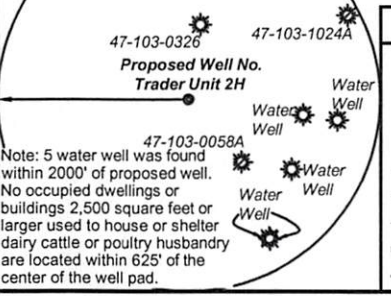 47-103-0326
47-103-1024A
Proposed Well No.
Trader Unit 2H
Water
Well
Water
Well
47-103-0058A
Water
Well
Water
Well
Note: 5 water well was found
within 2000' of proposed well.
No occupied dwellings or
buildings 2,500 square feet or
larger used to house or shelter
dairy cattle or poultry husbandry
are located within 625' of the
center of the well pad.